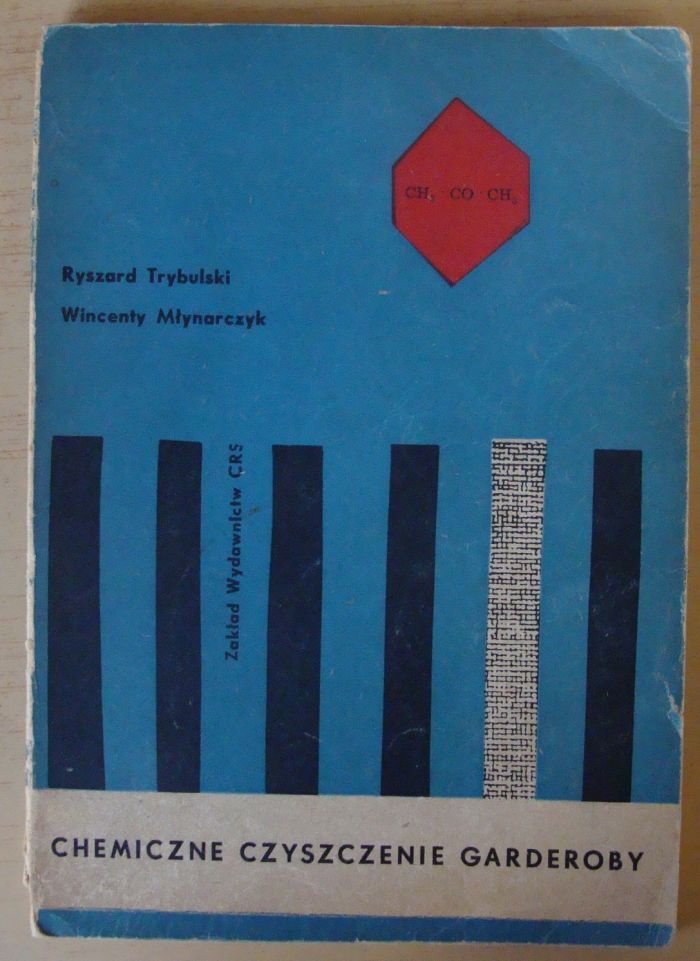 CH₃ · CO · CH₃
Ryszard Trybulski
Wincenty Młynarczyk
Zakład Wydawnictw CRS
CHEMICZNE CZYSZCZENIE GARDEROBY